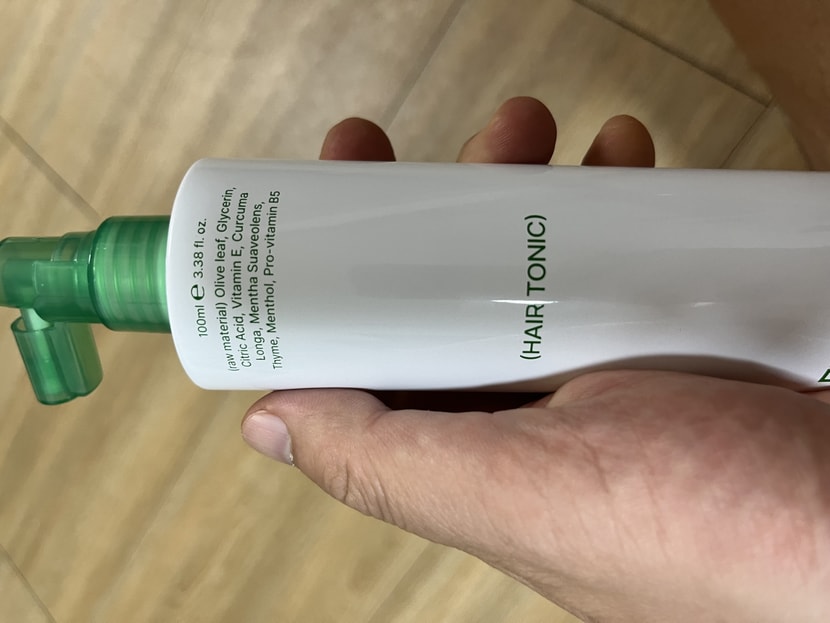 100ml ℮ 3.38 fl. oz.
(raw material) Olive leaf, Glycerin,
Citric Acid, Vitamin E, Curcuma
Longa, Mentha Suaveolens,
Thyme, Menthol, Pro-vitamin B5
(HAIR TONIC)